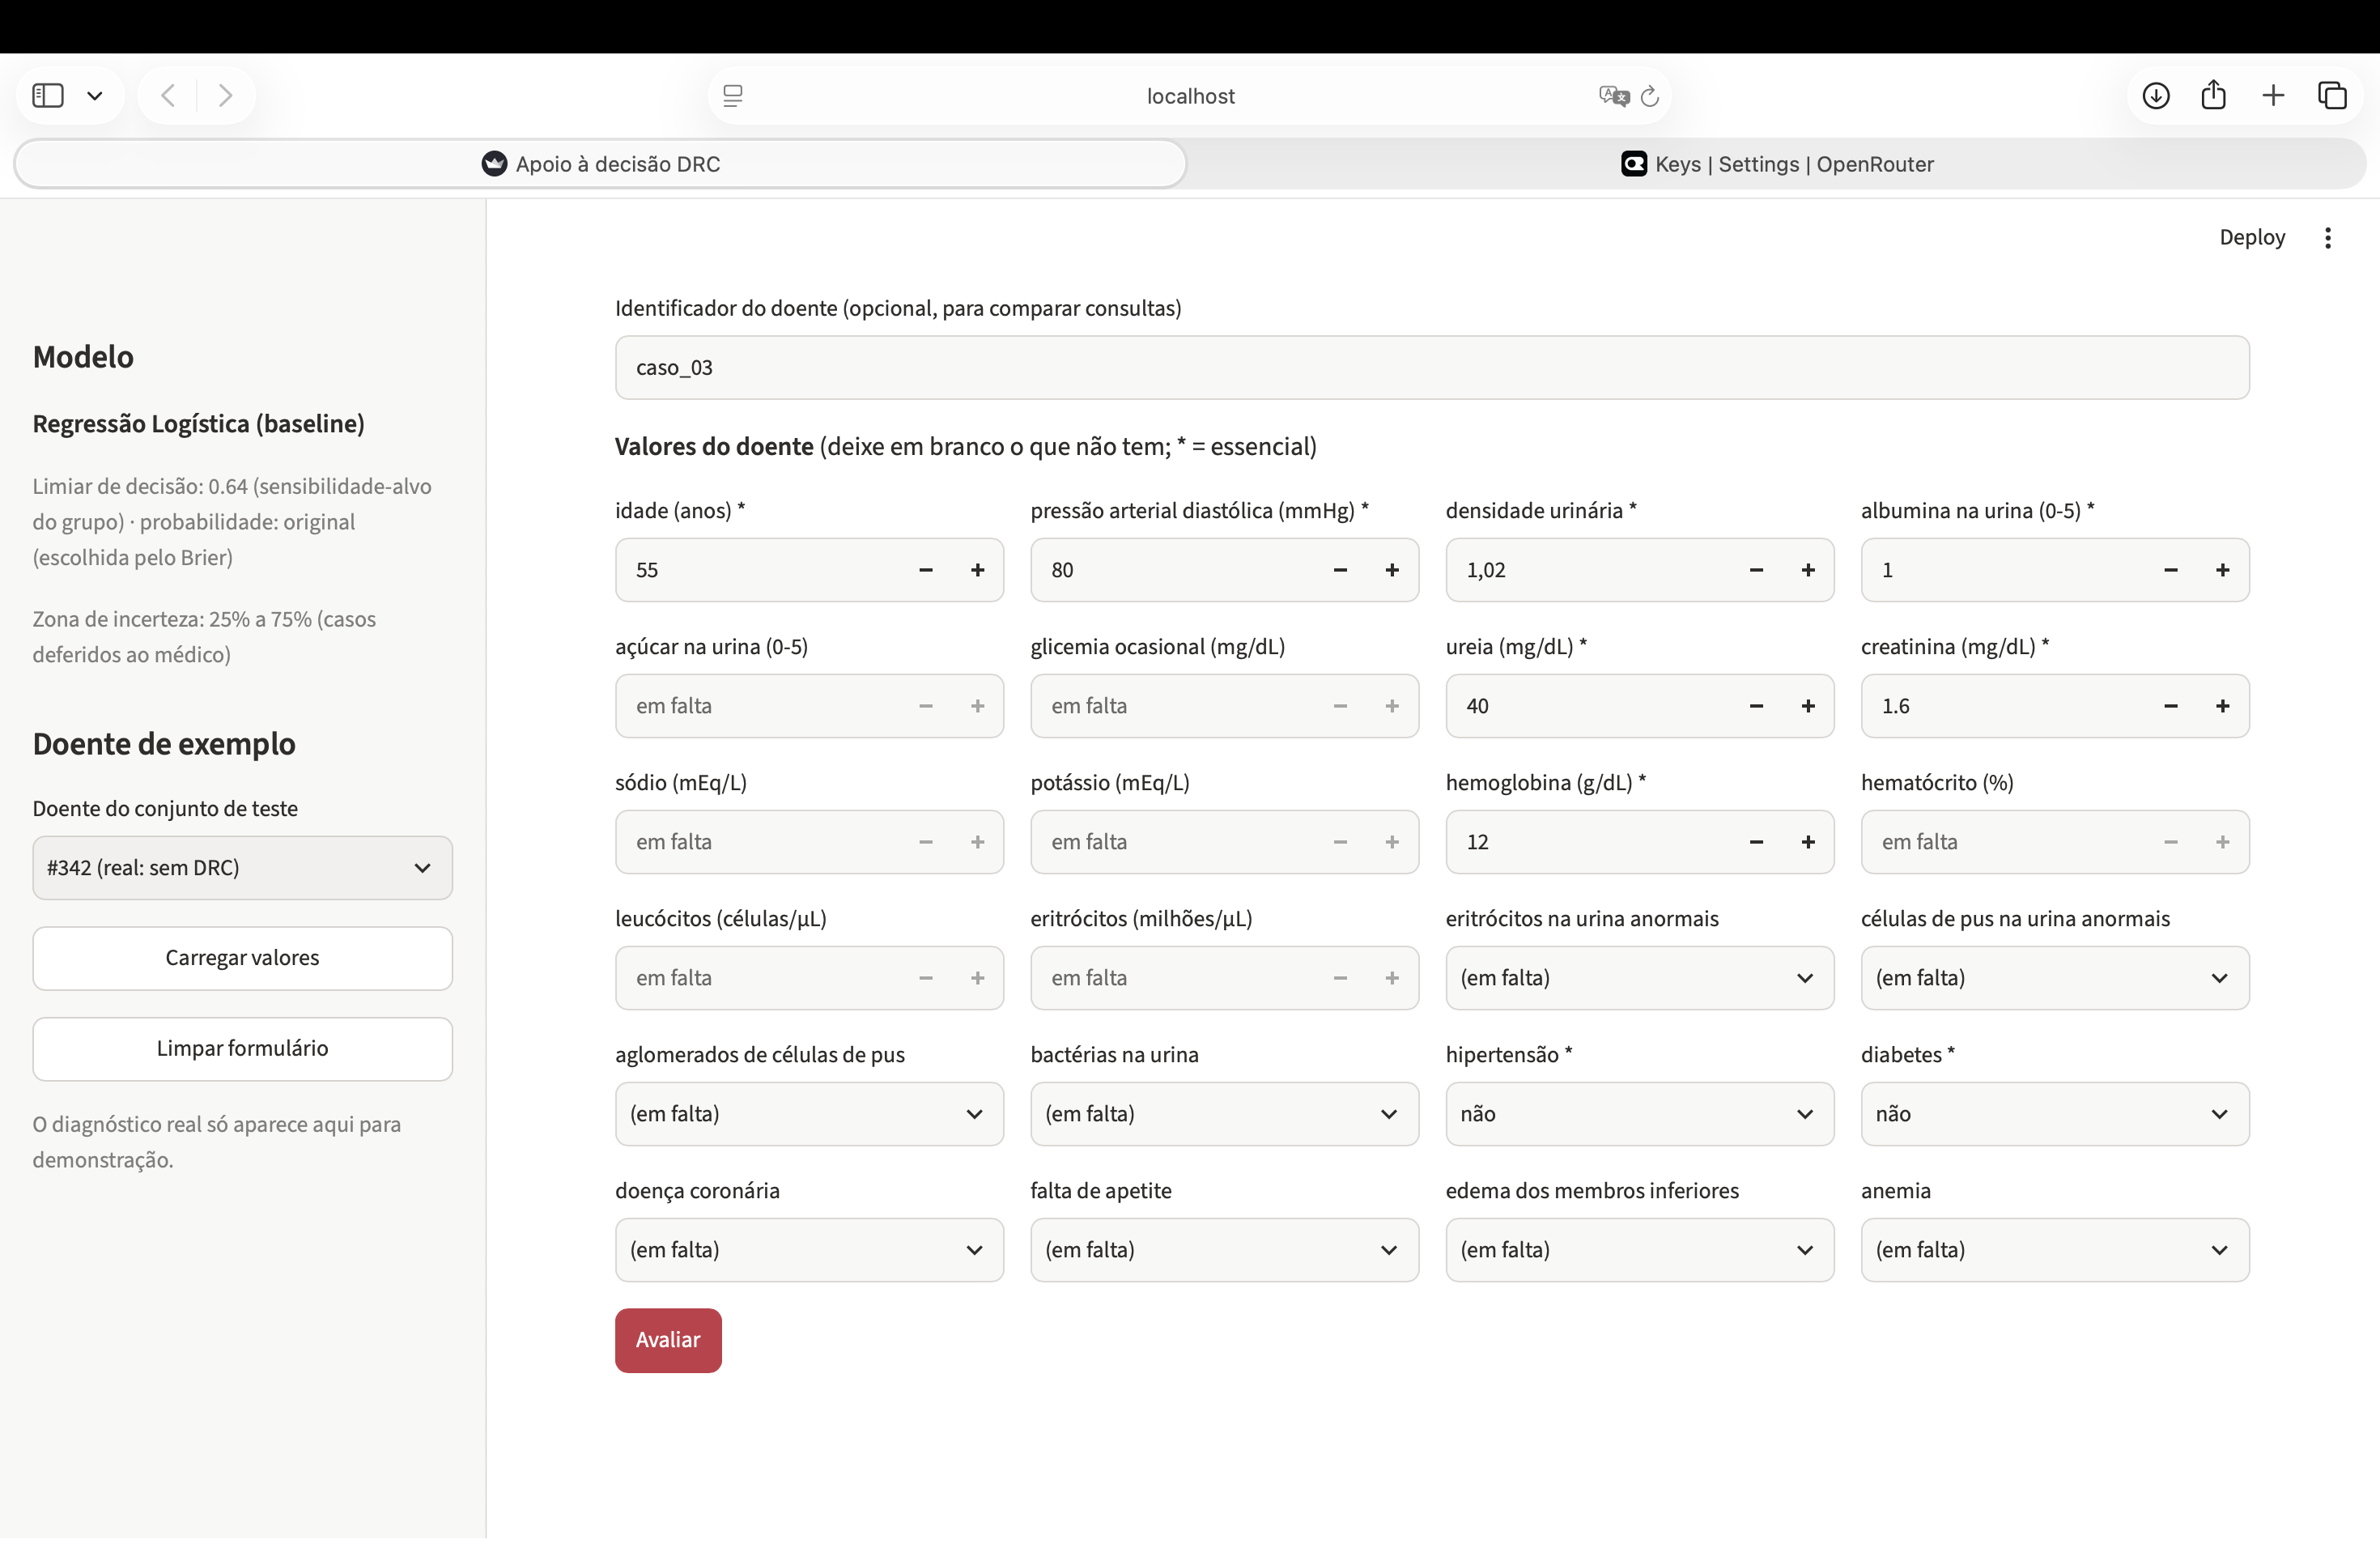 localhost
Apoio à decisão DRC
Keys | Settings | OpenRouter
Deploy
Modelo
Regressão Logística (baseline)
Limiar de decisão: 0.64 (sensibilidade-alvo
do grupo) · probabilidade: original
(escolhida pelo Brier)
Zona de incerteza: 25% a 75% (casos
deferidos ao médico)
Doente de exemplo
Doente do conjunto de teste
#342 (real: sem DRC)
Carregar valores
Limpar formulário
O diagnóstico real só aparece aqui para
demonstração.
Identificador do doente (opcional, para comparar consultas)
caso_03
Valores do doente (deixe em branco o que não tem; * = essencial)
idade (anos) * pressão arterial diastólica (mmHg) * densidade urinária * albumina na urina (0-5) *
55 80 1,02 1
açúcar na urina (0-5) glicemia ocasional (mg/dL) ureia (mg/dL) * creatinina (mg/dL) *
em falta em falta 40 1.6
sódio (mEq/L) potássio (mEq/L) hemoglobina (g/dL) * hematócrito (%)
em falta em falta 12 em falta
leucócitos (células/µL) eritrócitos (milhões/µL) eritrócitos na urina anormais células de pus na urina anormais
em falta em falta (em falta) (em falta)
aglomerados de células de pus bactérias na urina hipertensão * diabetes *
(em falta) (em falta) não não
doença coronária falta de apetite edema dos membros inferiores anemia
(em falta) (em falta) (em falta) (em falta)
Avaliar